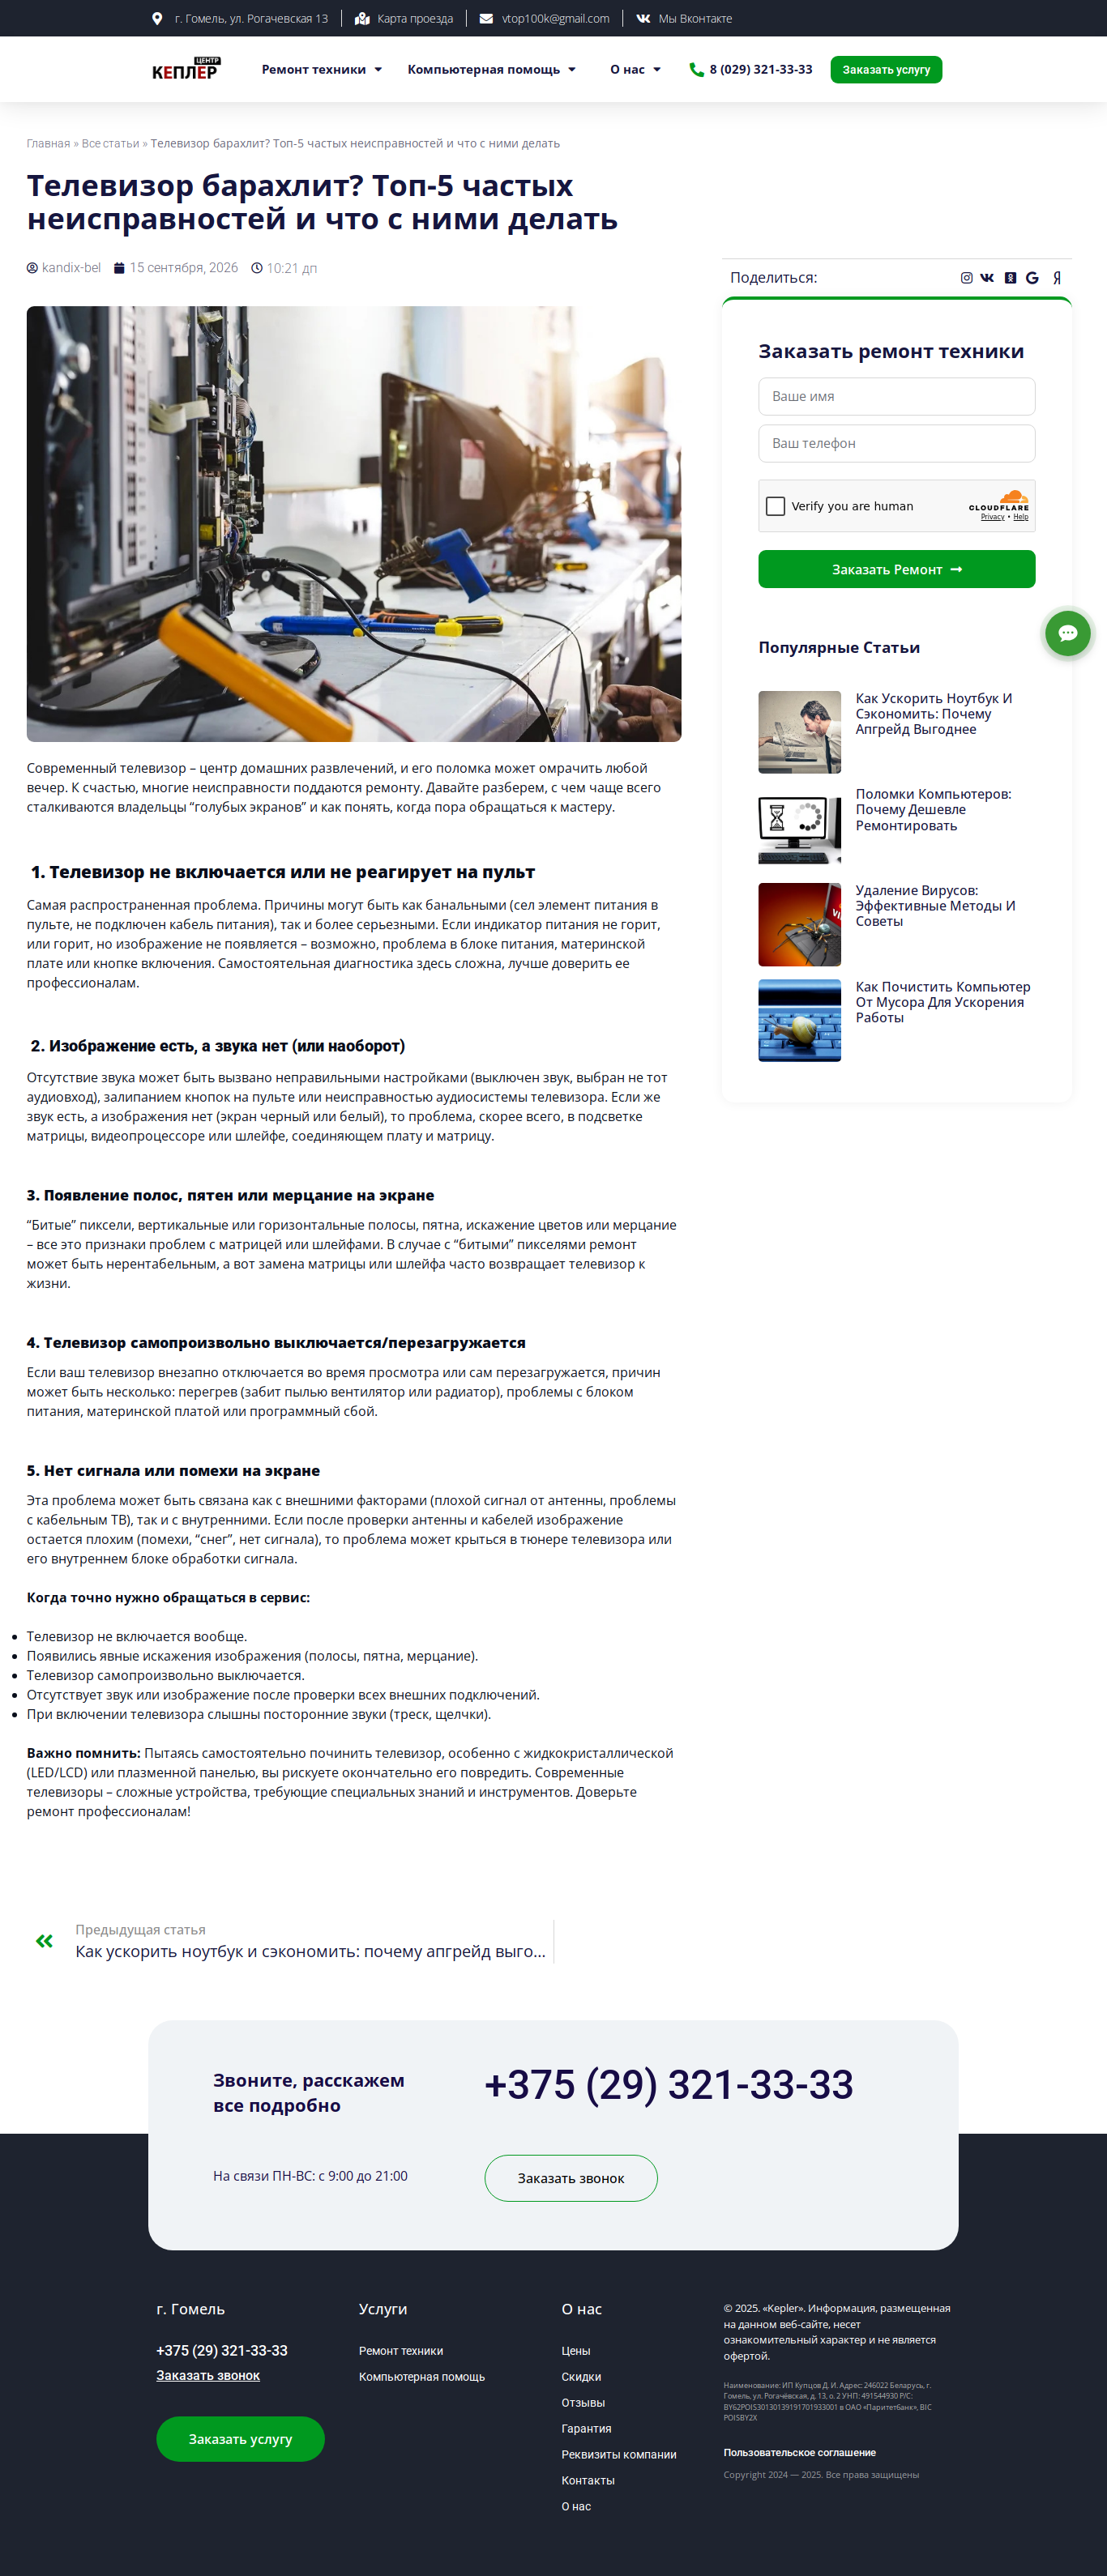 г. Гомель, ул. Рогачевская 13
Карта проезда
vtop100k@gmail.com
Мы Вконтакте
КЕПЛЕР ЦЕНТР
Ремонт техники
Компьютерная помощь
О нас
8 (029) 321-33-33
Заказать услугу
Главная » Все статьи » Телевизор барахлит? Топ-5 частых неисправностей и что с ними делать
Телевизор барахлит? Топ-5 частых
неисправностей и что с ними делать
kandix-bel
15 сентября, 2026
10:21 дп
Современный телевизор – центр домашних развлечений, и его поломка может омрачить любой
вечер. К счастью, многие неисправности поддаются ремонту. Давайте разберем, с чем чаще всего
сталкиваются владельцы “голубых экранов” и как понять, когда пора обращаться к мастеру.
1. Телевизор не включается или не реагирует на пульт
Самая распространенная проблема. Причины могут быть как банальными (сел элемент питания в
пульте, не подключен кабель питания), так и более серьезными. Если индикатор питания не горит,
или горит, но изображение не появляется – возможно, проблема в блоке питания, материнской
плате или кнопке включения. Самостоятельная диагностика здесь сложна, лучше доверить ее
профессионалам.
2. Изображение есть, а звука нет (или наоборот)
Отсутствие звука может быть вызвано неправильными настройками (выключен звук, выбран не тот
аудиовход), залипанием кнопок на пульте или неисправностью аудиосистемы телевизора. Если же
звук есть, а изображения нет (экран черный или белый), то проблема, скорее всего, в подсветке
матрицы, видеопроцессоре или шлейфе, соединяющем плату и матрицу.
3. Появление полос, пятен или мерцание на экране
“Битые” пиксели, вертикальные или горизонтальные полосы, пятна, искажение цветов или мерцание
– все это признаки проблем с матрицей или шлейфами. В случае с “битыми” пикселями ремонт
может быть нерентабельным, а вот замена матрицы или шлейфа часто возвращает телевизор к
жизни.
4. Телевизор самопроизвольно выключается/перезагружается
Если ваш телевизор внезапно отключается во время просмотра или сам перезагружается, причин
может быть несколько: перегрев (забит пылью вентилятор или радиатор), проблемы с блоком
питания, материнской платой или программный сбой.
5. Нет сигнала или помехи на экране
Эта проблема может быть связана как с внешними факторами (плохой сигнал от антенны, проблемы
с кабельным ТВ), так и с внутренними. Если после проверки антенны и кабелей изображение
остается плохим (помехи, “снег”, нет сигнала), то проблема может крыться в тюнере телевизора или
его внутреннем блоке обработки сигнала.
Когда точно нужно обращаться в сервис:
Телевизор не включается вообще.
Появились явные искажения изображения (полосы, пятна, мерцание).
Телевизор самопроизвольно выключается.
Отсутствует звук или изображение после проверки всех внешних подключений.
При включении телевизора слышны посторонние звуки (треск, щелчки).
Важно помнить: Пытаясь самостоятельно починить телевизор, особенно с жидкокристаллической
(LED/LCD) или плазменной панелью, вы рискуете окончательно его повредить. Современные
телевизоры – сложные устройства, требующие специальных знаний и инструментов. Доверьте
ремонт профессионалам!
Поделиться:
Заказать ремонт техники
Ваше имя
Ваш телефон
Verify you are human
CLOUDFLARE
Privacy • Help
Заказать Ремонт
Популярные Статьи
Как Ускорить Ноутбук И
Сэкономить: Почему
Апгрейд Выгоднее
Поломки Компьютеров:
Почему Дешевле
Ремонтировать
Удаление Вирусов:
Эффективные Методы И
Советы
Как Почистить Компьютер
От Мусора Для Ускорения
Работы
Предыдущая статья
Как ускорить ноутбук и сэкономить: почему апгрейд выго...
Звоните, расскажем
все подробно
+375 (29) 321-33-33
На связи ПН-ВС: с 9:00 до 21:00
Заказать звонок
г. Гомель
+375 (29) 321-33-33
Заказать звонок
Заказать услугу
Услуги
Ремонт техники
Компьютерная помощь
О нас
Цены
Скидки
Отзывы
Гарантия
Реквизиты компании
Контакты
О нас
© 2025. «Kepler». Информация, размещенная
на данном веб-сайте, несет
ознакомительный характер и не является
офертой.
Наименование: ИП Купцов Д. И. Адрес: 246022 Беларусь, г.
Гомель, ул. Рогачёвская, д. 13, о. 2 УНП: 491544930 Р/С:
BY62POIS30130139191701933001 в ОАО «Паритетбанк», BIC
POISBY2X
Пользовательское соглашение
Copyright 2024 — 2025. Все права защищены